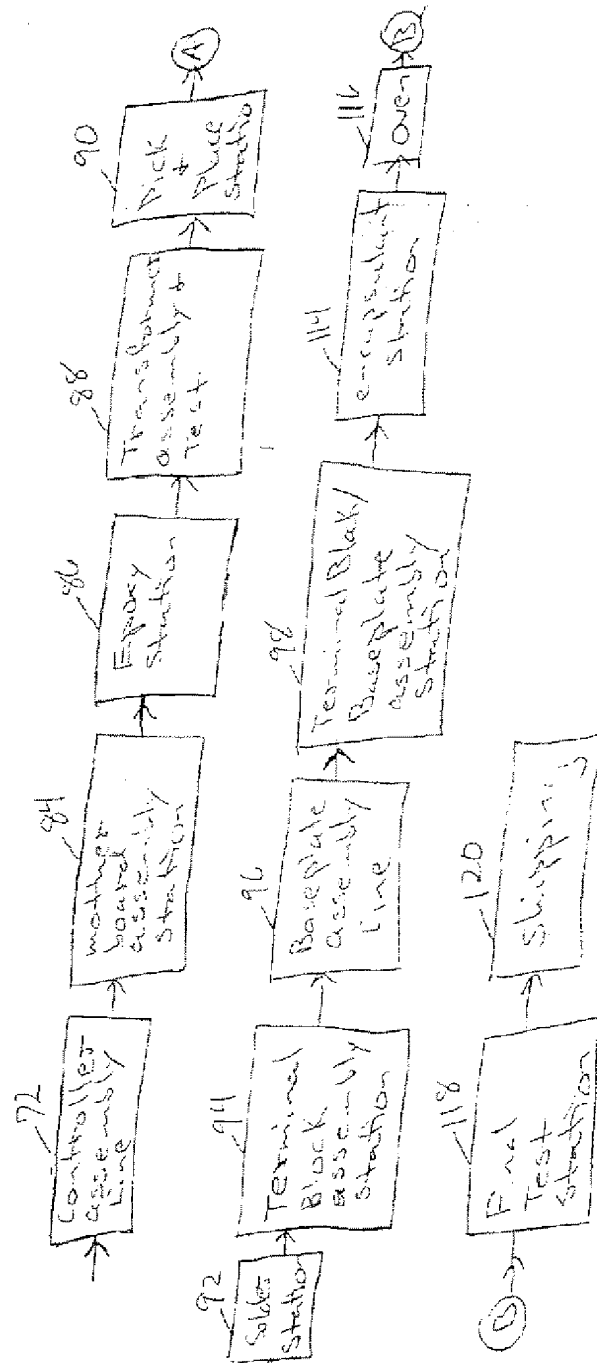 72
Controller
assembly
Line
84
mother
board
assembly
station
86
Epoxy
Station
88
Transformer
assembly &
Test.
90
Pick
&
Place
Station
A
92
Solder
Station
94
Terminal
Block
assembly
station
96
Baseplate
assembly
Line
98
Terminal Block/
Baseplate
assembly
Station
114
encapsulant
station
116
oven
B
B
118
Final
Test
Station
120
Shipping